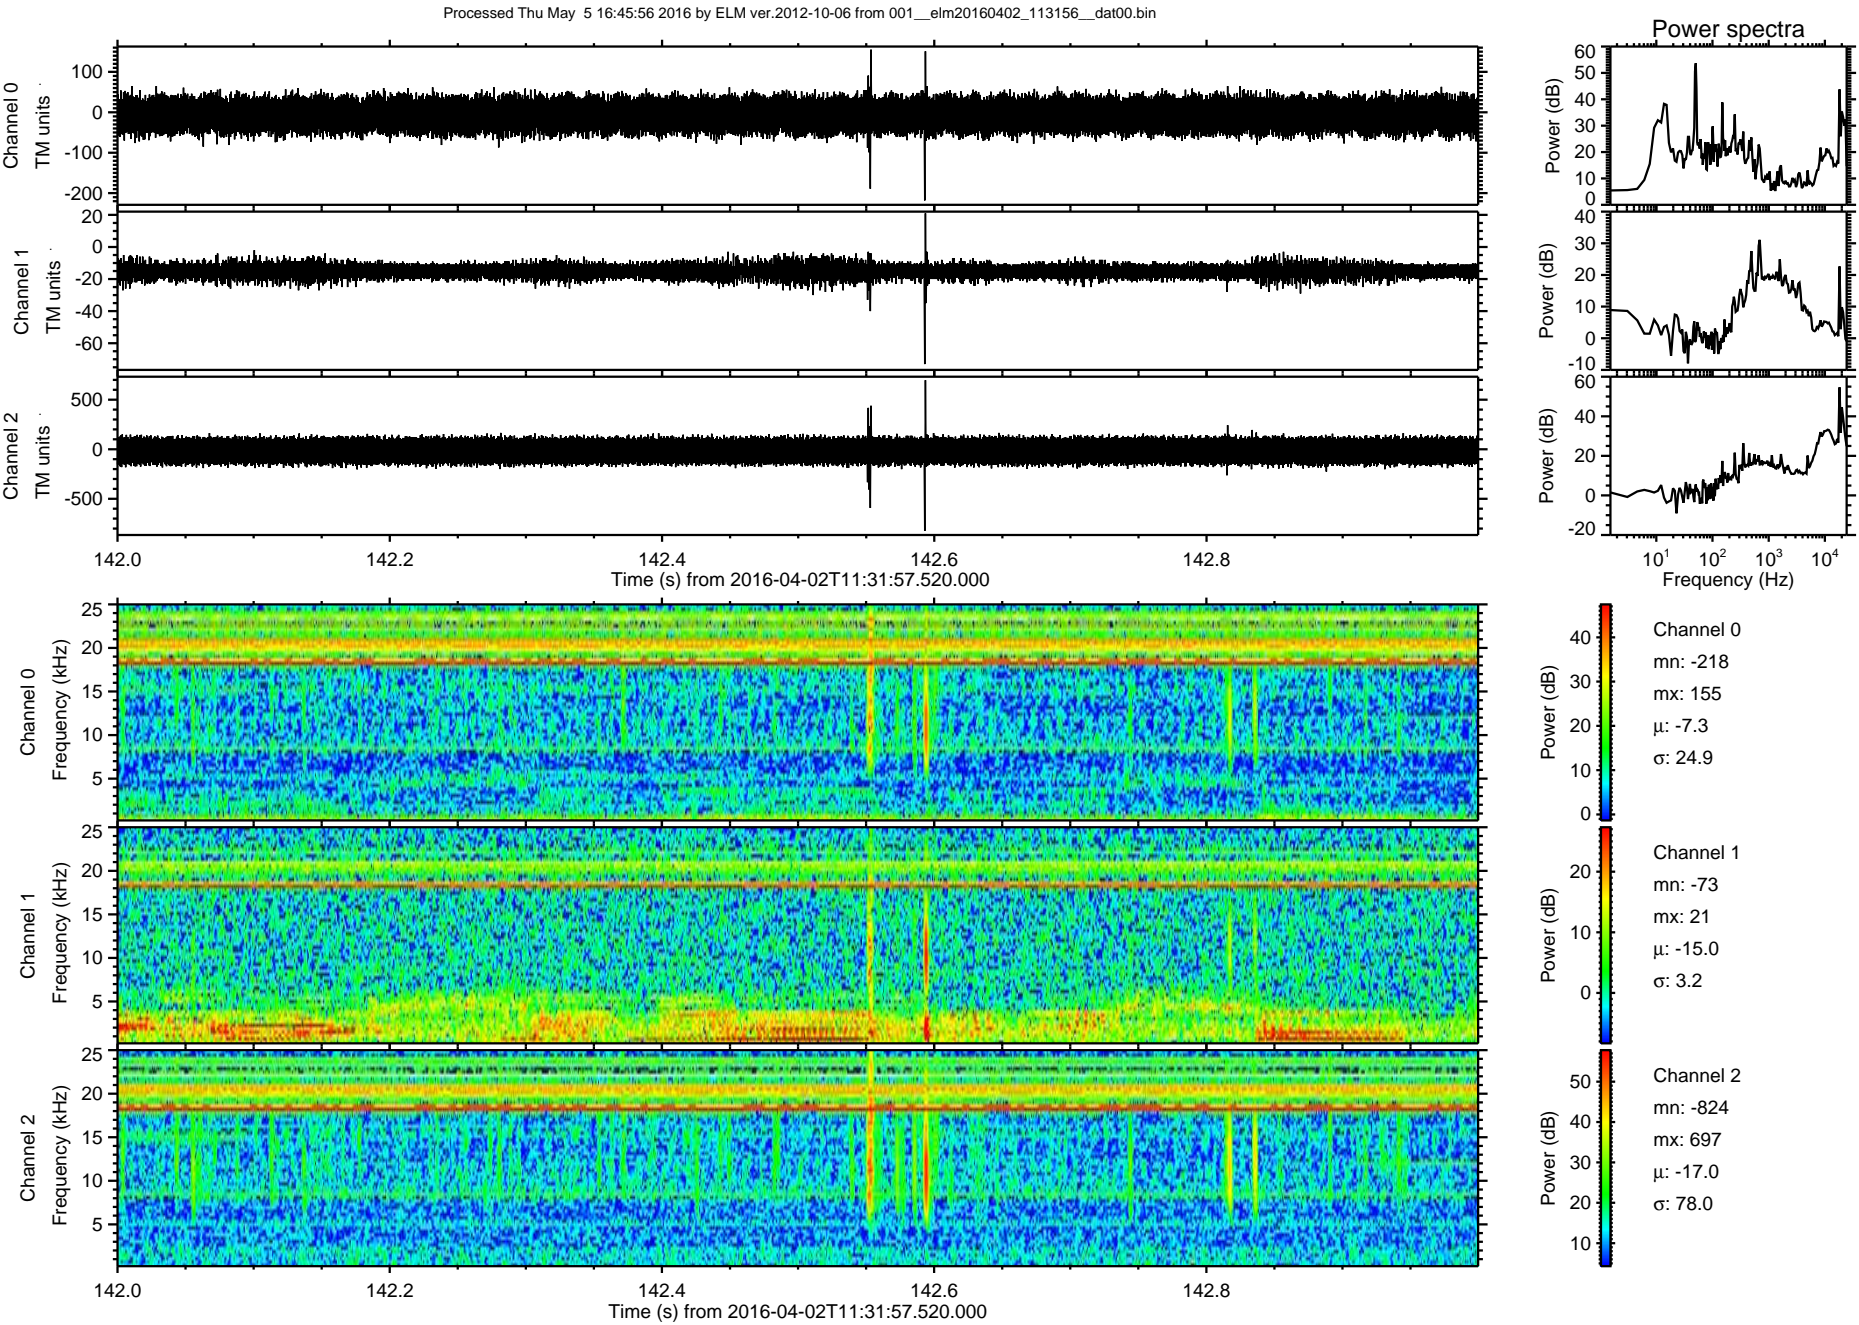 Processed Thu May  5 16:45:56 2016 by ELM ver.2012-10-06 from 001__elm20160402_113156__dat00.bin
Power spectra
Channel 0
TM units
100
0
-100
-200
Power (dB)
60
50
40
30
20
10
0
Channel 1
TM units
20
0
-20
-40
-60
Power (dB)
40
30
20
10
0
-10
Channel 2
TM units
500
0
-500
Power (dB)
60
40
20
0
-20
142.0
142.2
142.4
142.6
142.8
Time (s) from 2016-04-02T11:31:57.520.000
10¹
10²
10³
10⁴
Frequency (Hz)
Channel 0
Frequency (kHz)
25
20
15
10
5
Power (dB)
40
30
20
10
0
Channel 0
mn: -218
mx: 155
μ: -7.3
σ: 24.9
Channel 1
Frequency (kHz)
25
20
15
10
5
Power (dB)
20
10
0
Channel 1
mn: -73
mx: 21
μ: -15.0
σ: 3.2
Channel 2
Frequency (kHz)
25
20
15
10
5
Power (dB)
50
40
30
20
10
Channel 2
mn: -824
mx: 697
μ: -17.0
σ: 78.0
142.0
142.2
142.4
142.6
142.8
Time (s) from 2016-04-02T11:31:57.520.000